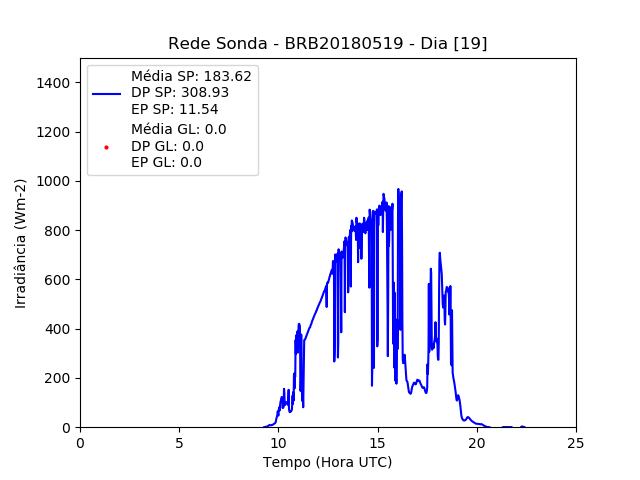 Rede Sonda - BRB20180519 - Dia [19]
Média SP: 183.62
DP SP: 308.93
EP SP: 11.54
Média GL: 0.0
DP GL: 0.0
EP GL: 0.0
1400
1200
1000
800
600
400
200
0
Irradiância (Wm-2)
0 5 10 15 20 25
Tempo (Hora UTC)